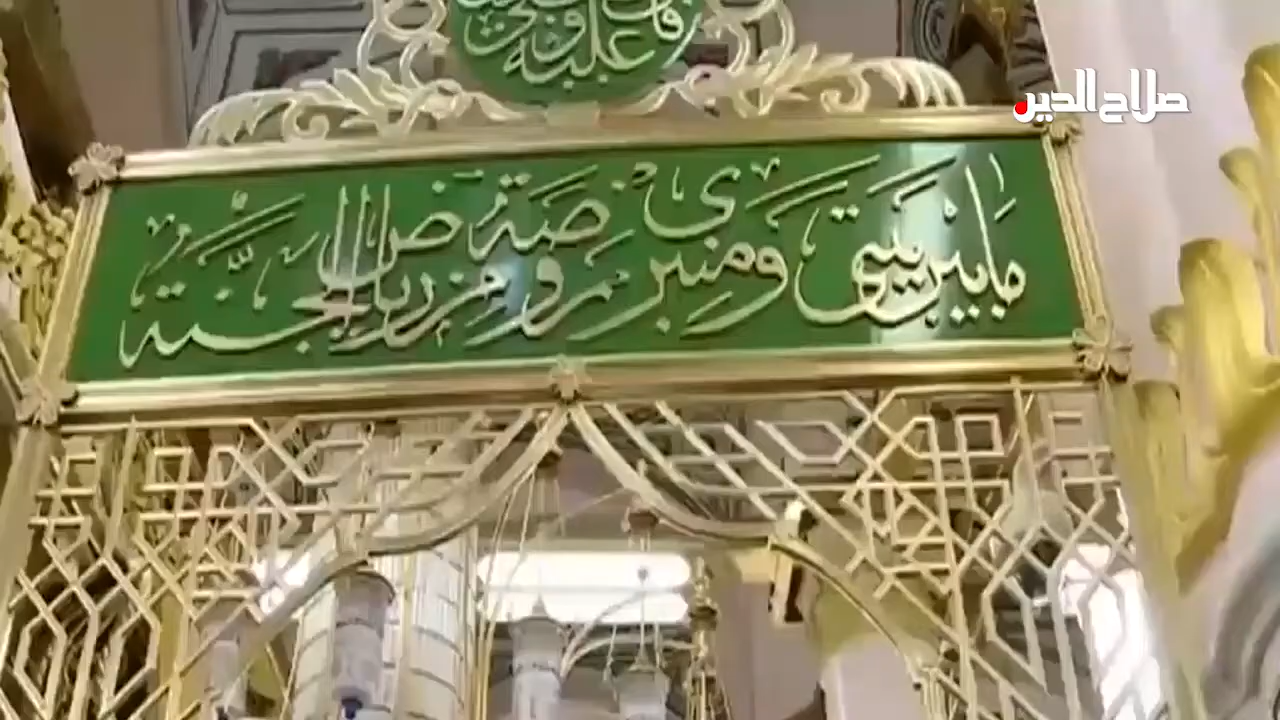 صلاح الدين
ما بين بيتي ومنبري روضة من رياض الجنة